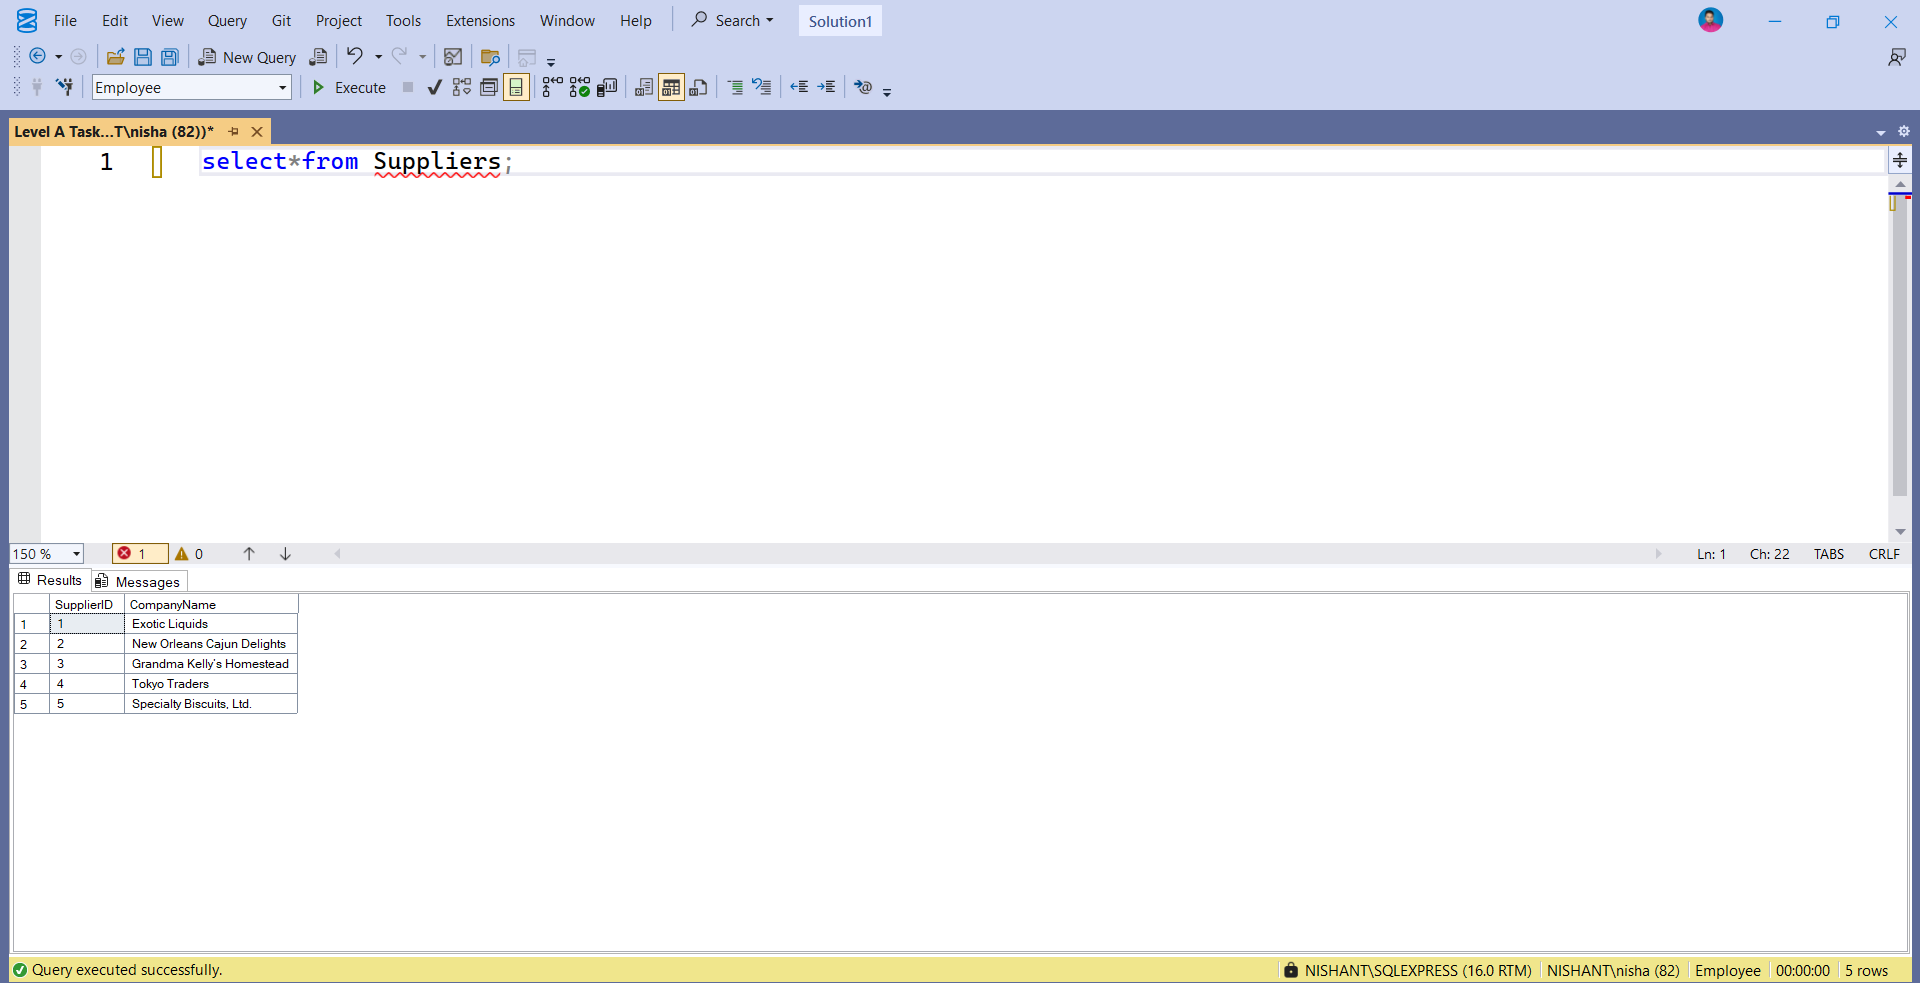 File Edit View Query Git Project Tools Extensions Window Help Search Solution1
New Query
Employee Execute
Level A Task...T\nisha (82))*
1 select*from Suppliers;
150 % 1 0 Ln: 1 Ch: 22 TABS CRLF
Results Messages
SupplierID CompanyName
1 1 Exotic Liquids
2 2 New Orleans Cajun Delights
3 3 Grandma Kelly's Homestead
4 4 Tokyo Traders
5 5 Specialty Biscuits, Ltd.
Query executed successfully. NISHANT\SQLEXPRESS (16.0 RTM) NISHANT\nisha (82) Employee 00:00:00 5 rows